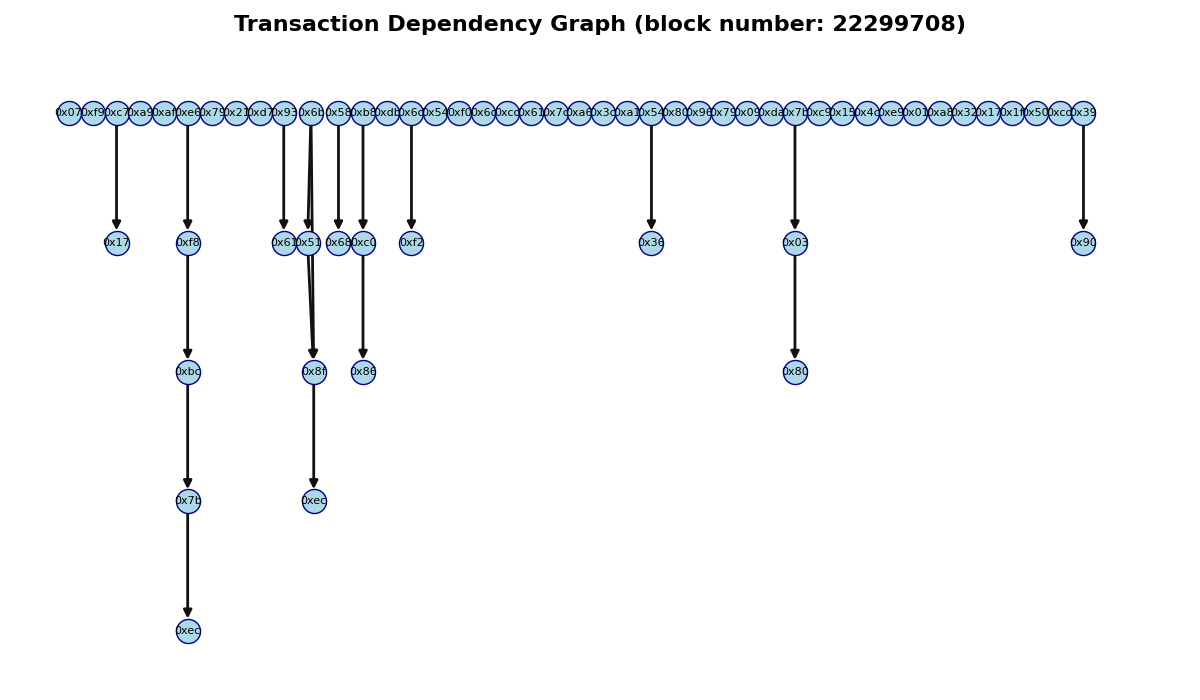 Transaction Dependency Graph (block number: 22299708)
0x07 0xf9 0xc7 0xa9 0xaf 0xe6 0x79 0x21 0xd7 0x93 0x6b 0x58 0xb8 0xdb 0x6c 0x54 0xf0 0x6c 0xcc 0x61 0x7c 0xa6 0x3c 0xa1 0x54 0x80 0x96 0x79 0x09 0xda 0x7b 0xc9 0x15 0x4c 0xe9 0x01 0xa8 0x32 0x17 0x1f 0x50 0xcc 0x39
0x17 0xf8 0x61 0x51 0x68 0xc0 0xf2 0x36 0x03 0x90
0xbc 0x8f 0x86 0x80
0x7b 0xec
0xec